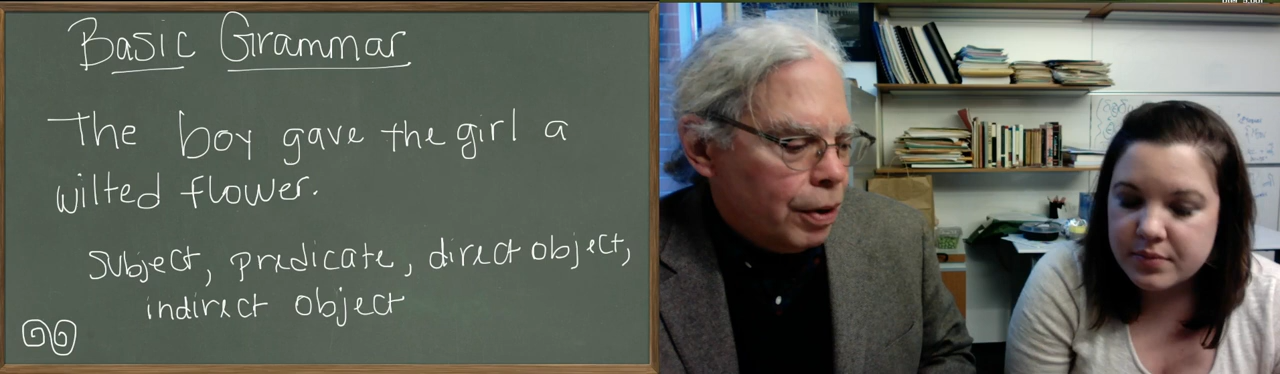 Basic Grammar
The boy gave the girl a
wilted flower.
Subject, predicate, direct object,
indirect object